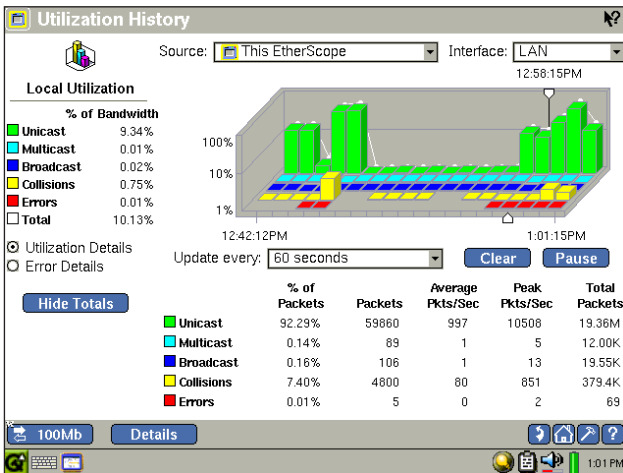 Utilization History
Source: This EtherScope Interface: LAN
Local Utilization
% of Bandwidth
Unicast 9.34%
Multicast 0.01%
Broadcast 0.02%
Collisions 0.75%
Errors 0.01%
Total 10.13%
Utilization Details
Error Details
Hide Totals
12:58:15PM
100%
10%
1%
12:42:12PM 1:01:15PM
Update every: 60 seconds Clear Pause
% of Packets Packets Average Pkts/Sec Peak Pkts/Sec Total Packets
Unicast 92.29% 59860 997 10508 19.36M
Multicast 0.14% 89 1 5 12.00K
Broadcast 0.16% 106 1 13 19.55K
Collisions 7.40% 4800 80 851 379.4K
Errors 0.01% 5 0 2 69
100Mb Details ?
1:01 PM